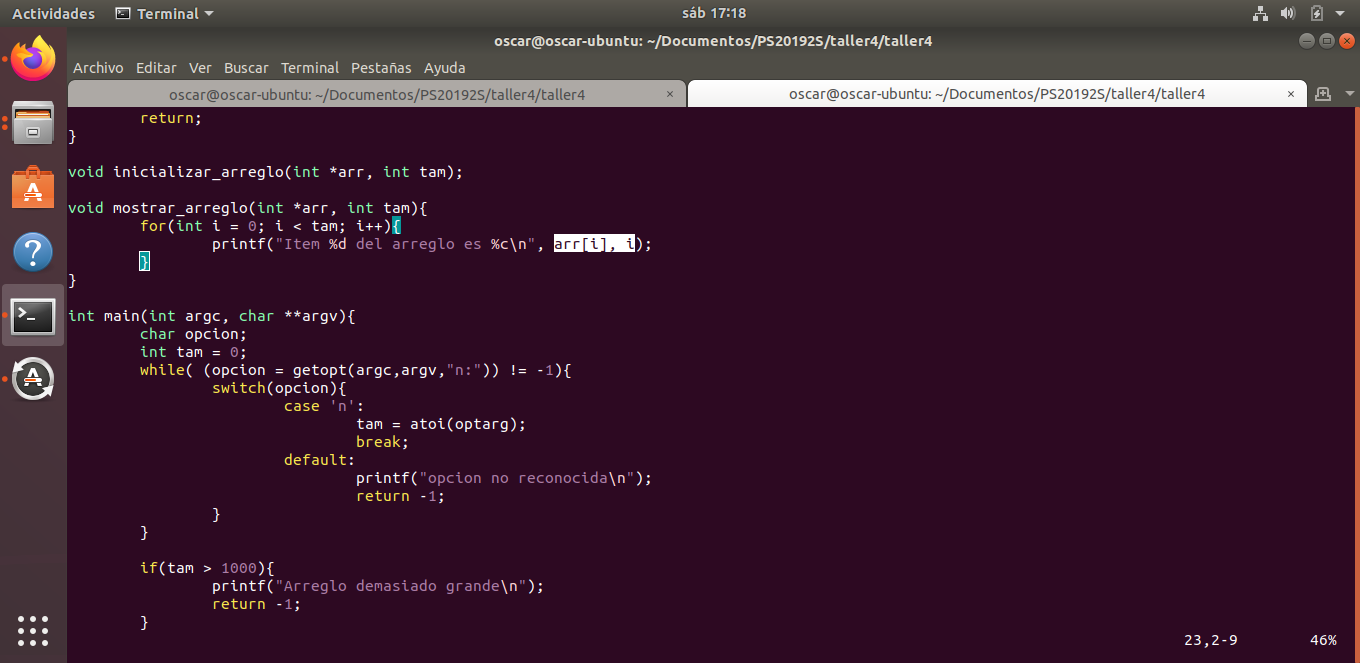 Actividades Terminal sáb 17:18
oscar@oscar-ubuntu: ~/Documentos/PS20192S/taller4/taller4
Archivo Editar Ver Buscar Terminal Pestañas Ayuda
oscar@oscar-ubuntu: ~/Documentos/PS20192S/taller4/taller4 × oscar@oscar-ubuntu: ~/Documentos/PS20192S/taller4/taller4 ×
return;
}
void inicializar_arreglo(int *arr, int tam);
void mostrar_arreglo(int *arr, int tam){
for(int i = 0; i < tam; i++){
printf("Item %d del arreglo es %c\n", arr[i], i);
}
}
int main(int argc, char **argv){
char opcion;
int tam = 0;
while( (opcion = getopt(argc,argv,"n:")) != -1){
switch(opcion){
case 'n':
tam = atoi(optarg);
break;
default:
printf("opcion no reconocida\n");
return -1;
}
}
if(tam > 1000){
printf("Arreglo demasiado grande\n");
return -1;
}
23,2-9 46%